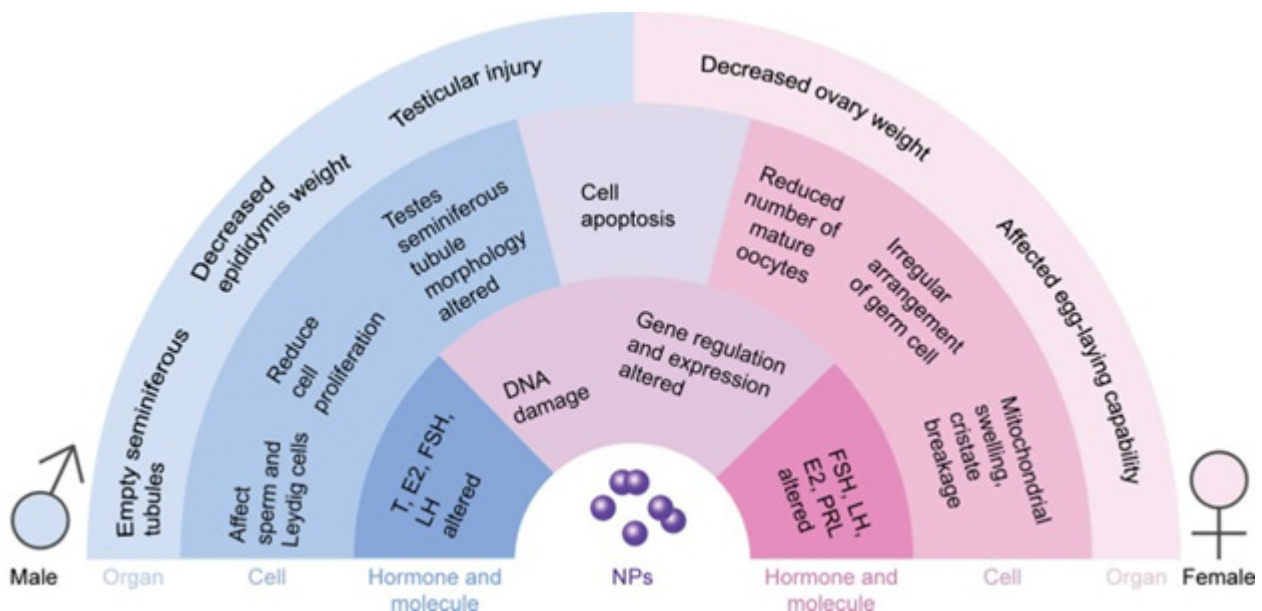 Testicular injury
Decreased
epididymis weight
Empty seminiferous
tubules
Decreased ovary weight
Affected egg-laying capability
Testes
seminiferous
tubule
morphology
altered
Reduce
cell
proliferation
Affect
sperm and
Leydig cells
Cell
apoptosis
Reduced
number of
mature
oocytes
Irregular
arrangement
of germ cell
Mitochondrial
swelling,
cristate
breakage
DNA
damage
Gene regulation
and expression
altered
T, E2, FSH,
LH
altered
FSH, LH,
E2, PRL
altered
Male
Organ
Cell
Hormone and
molecule
NPs
Hormone and
molecule
Cell
Organ
Female